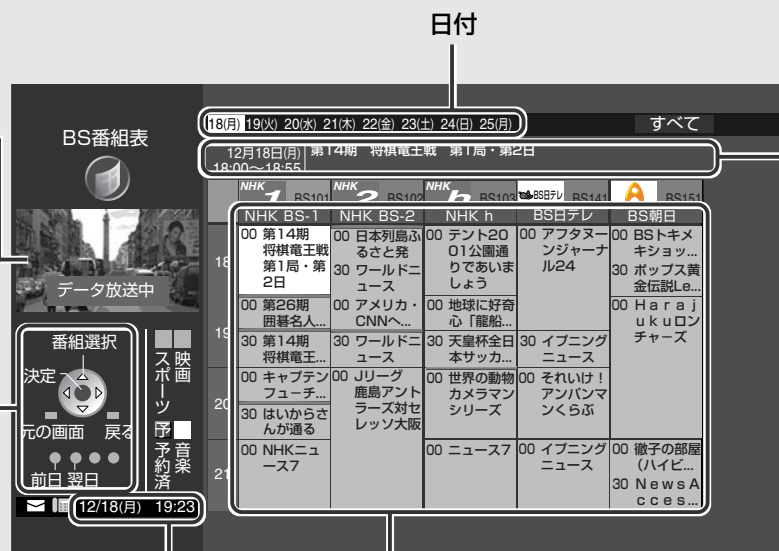 日付
18(月) 19(火) 20(水) 21(木) 22(金) 23(土) 24(日) 25(月)
すべて
BS番組表
12月18日(月)
18:00～18:55
第14期 将棋竜王戦 第1局・第2日
NHK 1 BS101
NHK 2 BS102
NHK h BS103
BS日テレ BS141
BS151
NHK BS-1
NHK BS-2
NHK h
BS日テレ
BS朝日
18
00 第14期
将棋竜王戦
第1局・第
2日
00 日本列島ふ
るさと発
30 ワールドニ
ュース
00 テント20
01公園通
りであいま
しょう
00 アフタヌー
ンジャーナ
ル24
00 BSトキメ
キショッ...
30 ポップス黄
金伝説Le...
19
00 第26期
囲碁名人...
30 第14期
将棋竜王...
00 アメリカ・
CNNヘ...
30 ワールドニ
ュース
00 地球に好奇
心「龍船...
30 天皇杯全日
本サッカ...
30 イブニング
ニュース
00 Ｈａｒａｊ
ｕｋｕロン
チャーズ
20
00 キャプテン
フューチ...
30 はいからさ
んが通る
00 Jリーグ
鹿島アント
ラーズ対セ
レッソ大阪
00 世界の動物
カメラマン
シリーズ
00 それいけ！
アンパンマ
ンくらぶ
21
00 NHKニュ
ース7
00 ニュース7
00 イブニング
ニュース
00 徹子の部屋
（ハイビ...
30 ＮｅｗｓＡ
ｃｃｅｓ...
データ放送中
番組選択
決定
元の画面 戻る
前日 翌日
映画
スポーツ
音楽
予 予約済
12/18(月) 19:23